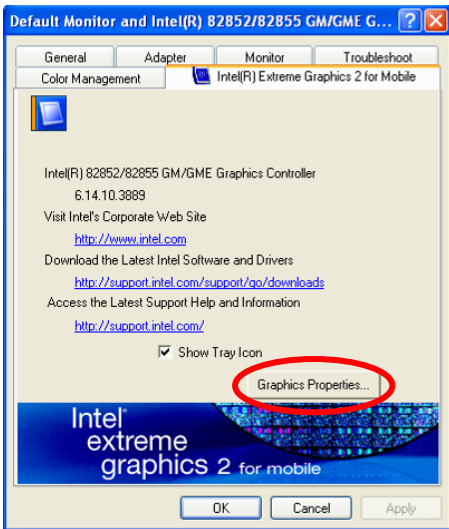 Default Monitor and Intel(R) 82852/82855 GM/GME G...
General Adapter Monitor Troubleshoot
Color Management Intel(R) Extreme Graphics 2 for Mobile
Intel(R) 82852/82855 GM/GME Graphics Controller
6.14.10.3889
Visit Intel's Corporate Web Site
http://www.intel.com
Download the Latest Intel Software and Drivers
http://support.intel.com/support/go/downloads
Access the Latest Support Help and Information
http://support.intel.com/
Show Tray Icon
Graphics Properties...
Intel®
extreme
graphics 2 for mobile
OK Cancel Apply